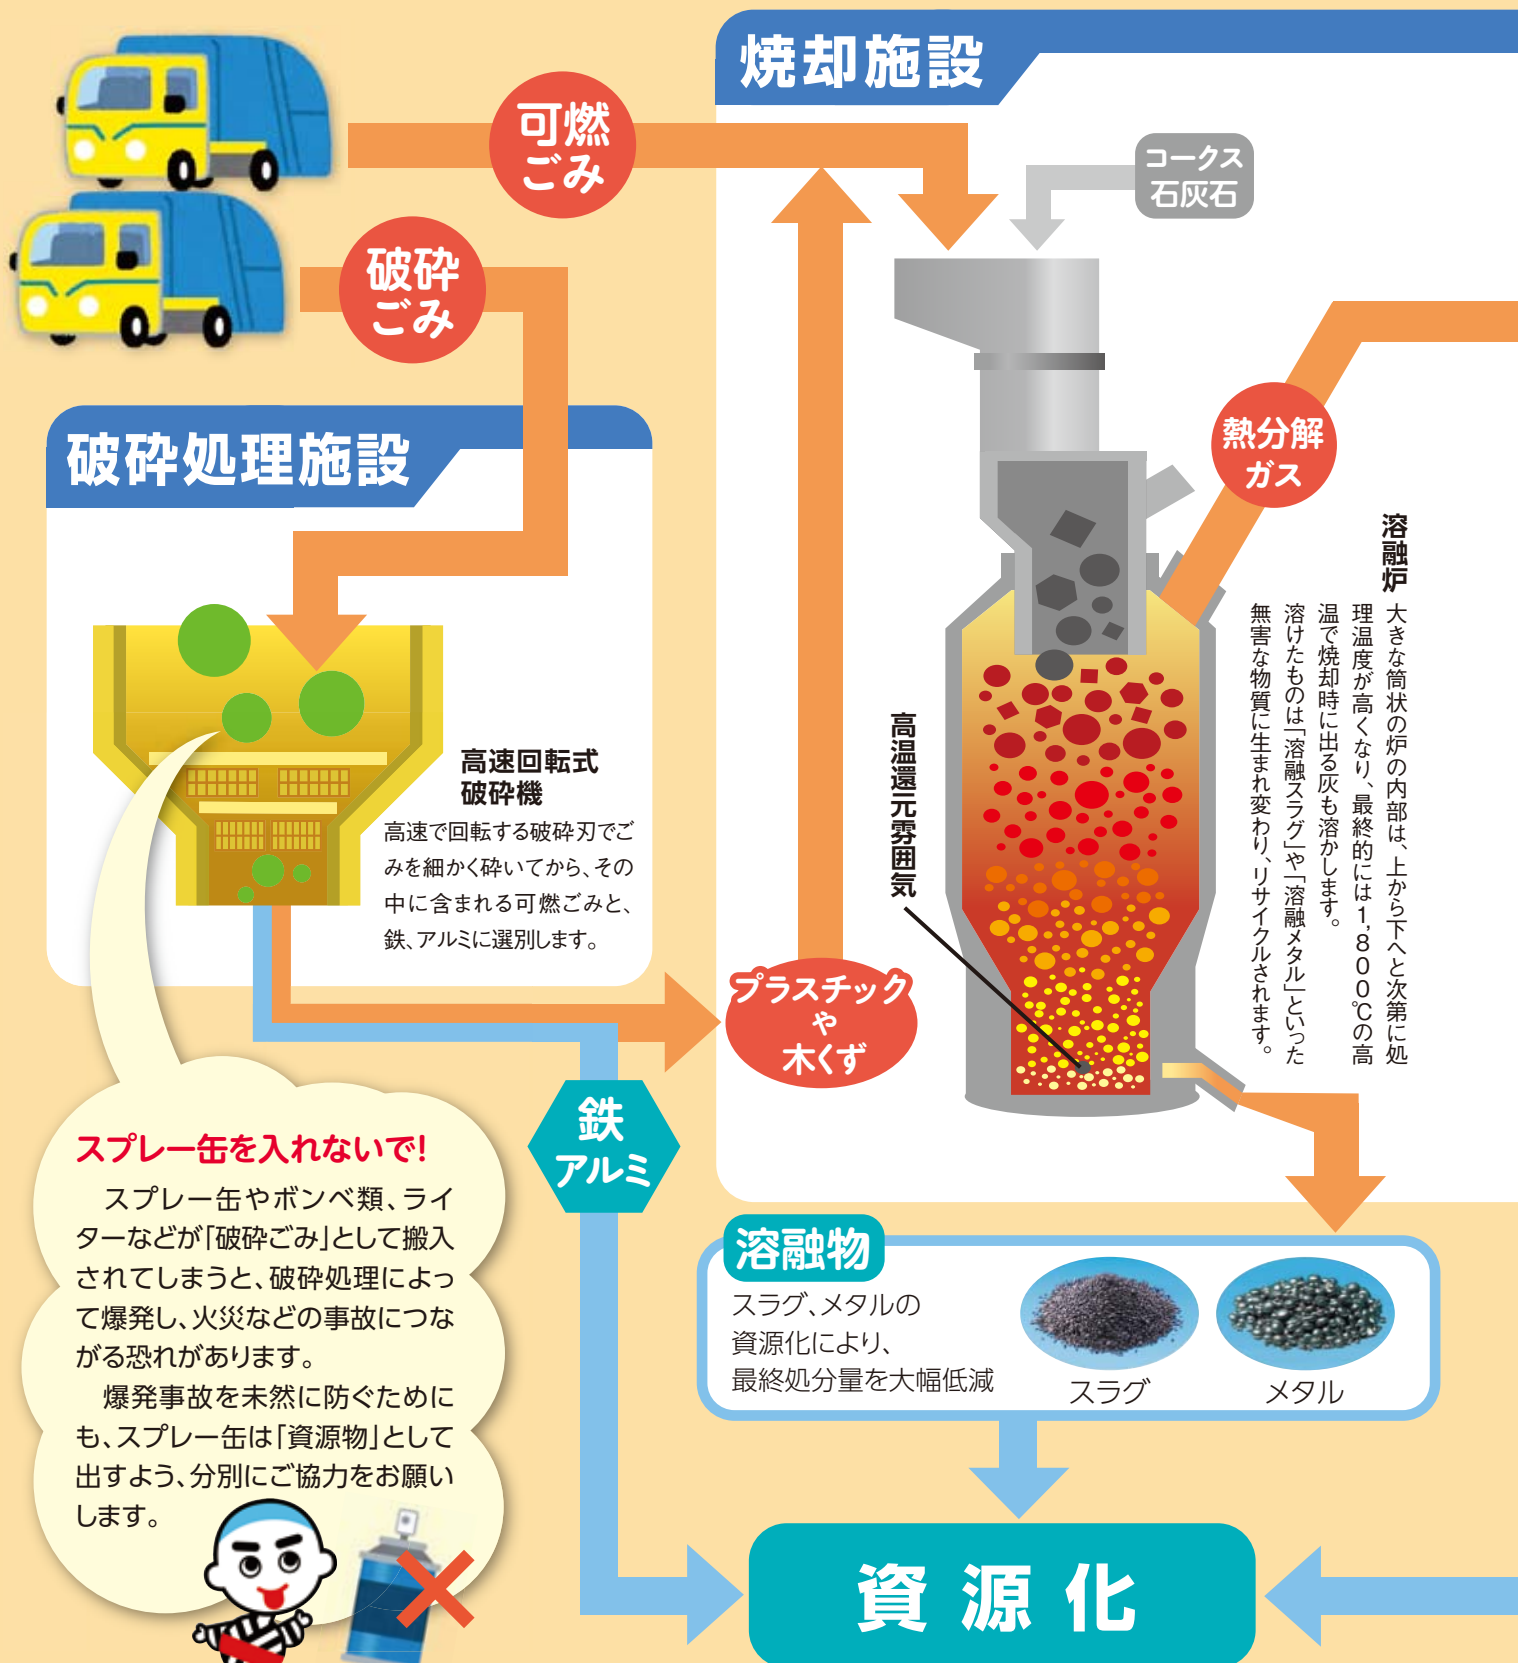 焼却施設
可燃
ごみ
コークス
石灰石
破砕
ごみ
破砕処理施設
熱分解
ガス
溶融炉
大きな筒状の炉の内部は、上から下へと次第に処
理温度が高くなり、最終的には1,800℃の高
温で焼却時に出る灰も溶かします。
溶けたものは「溶融スラグ」や「溶融メタル」といった
無害な物質に生まれ変わり、リサイクルされます。
高温還元雰囲気
高速回転式
破砕機
高速で回転する破砕刃でご
みを細かく砕いてから、その
中に含まれる可燃ごみと、
鉄、アルミに選別します。
プラスチック
や
木くず
鉄
アルミ
スプレー缶を入れないで!
スプレー缶やボンベ類、ライ
ターなどが「破砕ごみ」として搬入
されてしまうと、破砕処理によっ
て爆発し、火災などの事故につな
がる恐れがあります。
爆発事故を未然に防ぐために
も、スプレー缶は「資源物」として
出すよう、分別にご協力をお願い
します。
溶融物
スラグ、メタルの
資源化により、
最終処分量を大幅低減
スラグ
メタル
資源化